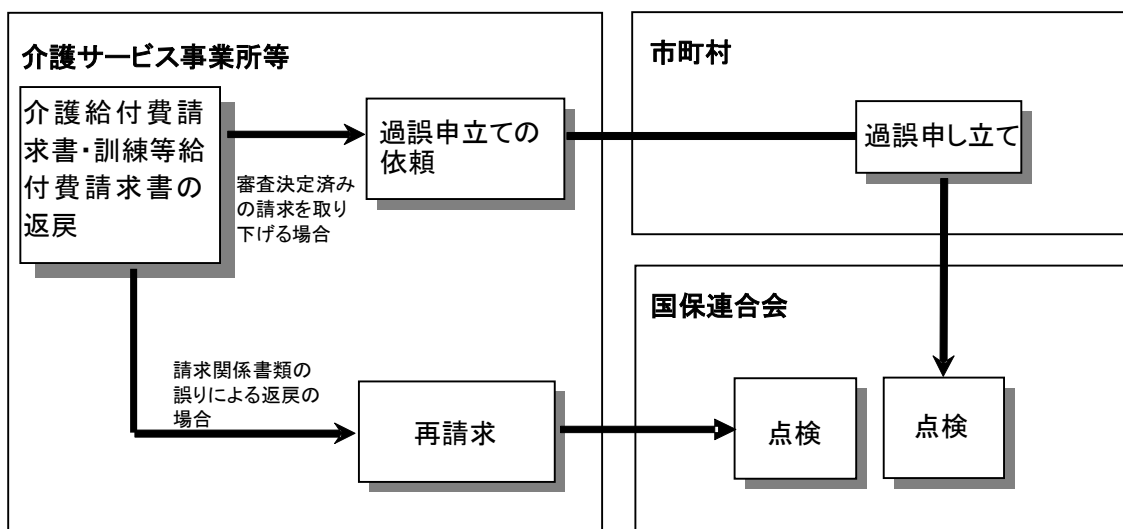 介護サービス事業所等
介護給付費請
求書・訓練等給
付費請求書の
返戻
過誤申立ての
依頼
審査決定済み
の請求を取り
下げる場合
請求関係書類の
誤りによる返戻の
場合
再請求
市町村
過誤申し立て
国保連合会
点検
点検